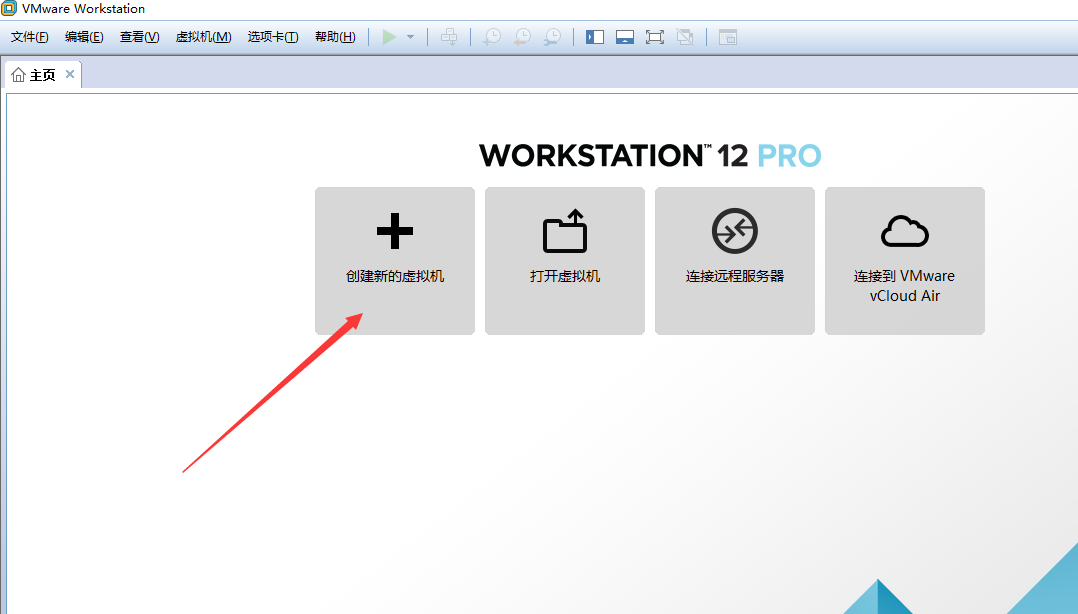 VMware Workstation
文件(F) 编辑(E) 查看(V) 虚拟机(M) 选项卡(T) 帮助(H)
主页
WORKSTATION™ 12 PRO
创建新的虚拟机
打开虚拟机
连接远程服务器
连接到 VMware
vCloud Air